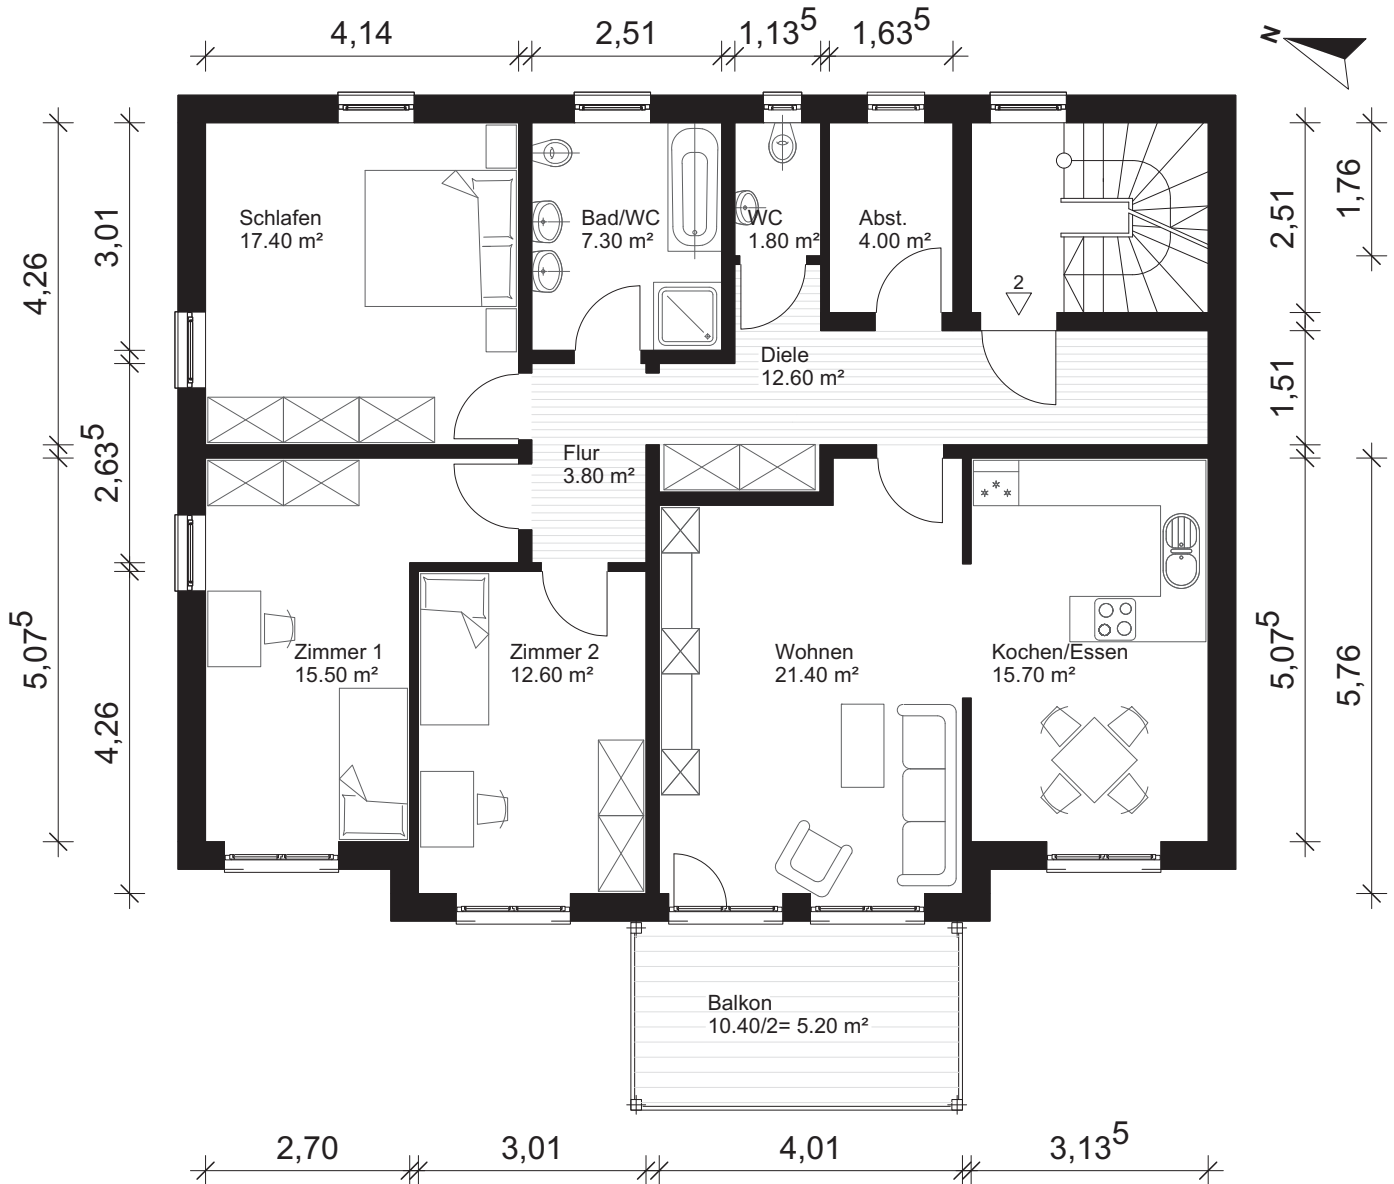 4,14
2,51
1,13⁵
1,63⁵
N
4,26
5,07⁵
3,01
2,63⁵
4,26
Schlafen
17.40 m²
Bad/WC
7.30 m²
WC
1.80 m²
Abst.
4.00 m²
2
2,51
1,51
5,07⁵
1,76
5,76
Diele
12.60 m²
Flur
3.80 m²
Zimmer 1
15.50 m²
Zimmer 2
12.60 m²
Wohnen
21.40 m²
Kochen/Essen
15.70 m²
Balkon
10.40/2= 5.20 m²
2,70
3,01
4,01
3,13⁵